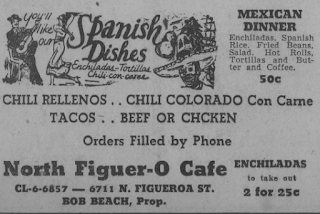 You'll
like
our
Spanish
Dishes
Enchiladas-Tortillas
Chili-con-carne
MEXICAN
DINNER
Enchiladas, Spanish
Rice, Fried Beans,
Salad, Hot Rolls,
Tortillas and But-
ter and Coffee.
50c
CHILI RELLENOS . . CHILI COLORADO Con Carne
TACOS . . BEEF OR CHCKEN
Orders Filled by Phone
North Figuer-O Cafe
CL-6-6857 — 6711 N. FIGUEROA ST.
BOB BEACH, Prop.
ENCHILADAS
to take out
2 for 25c